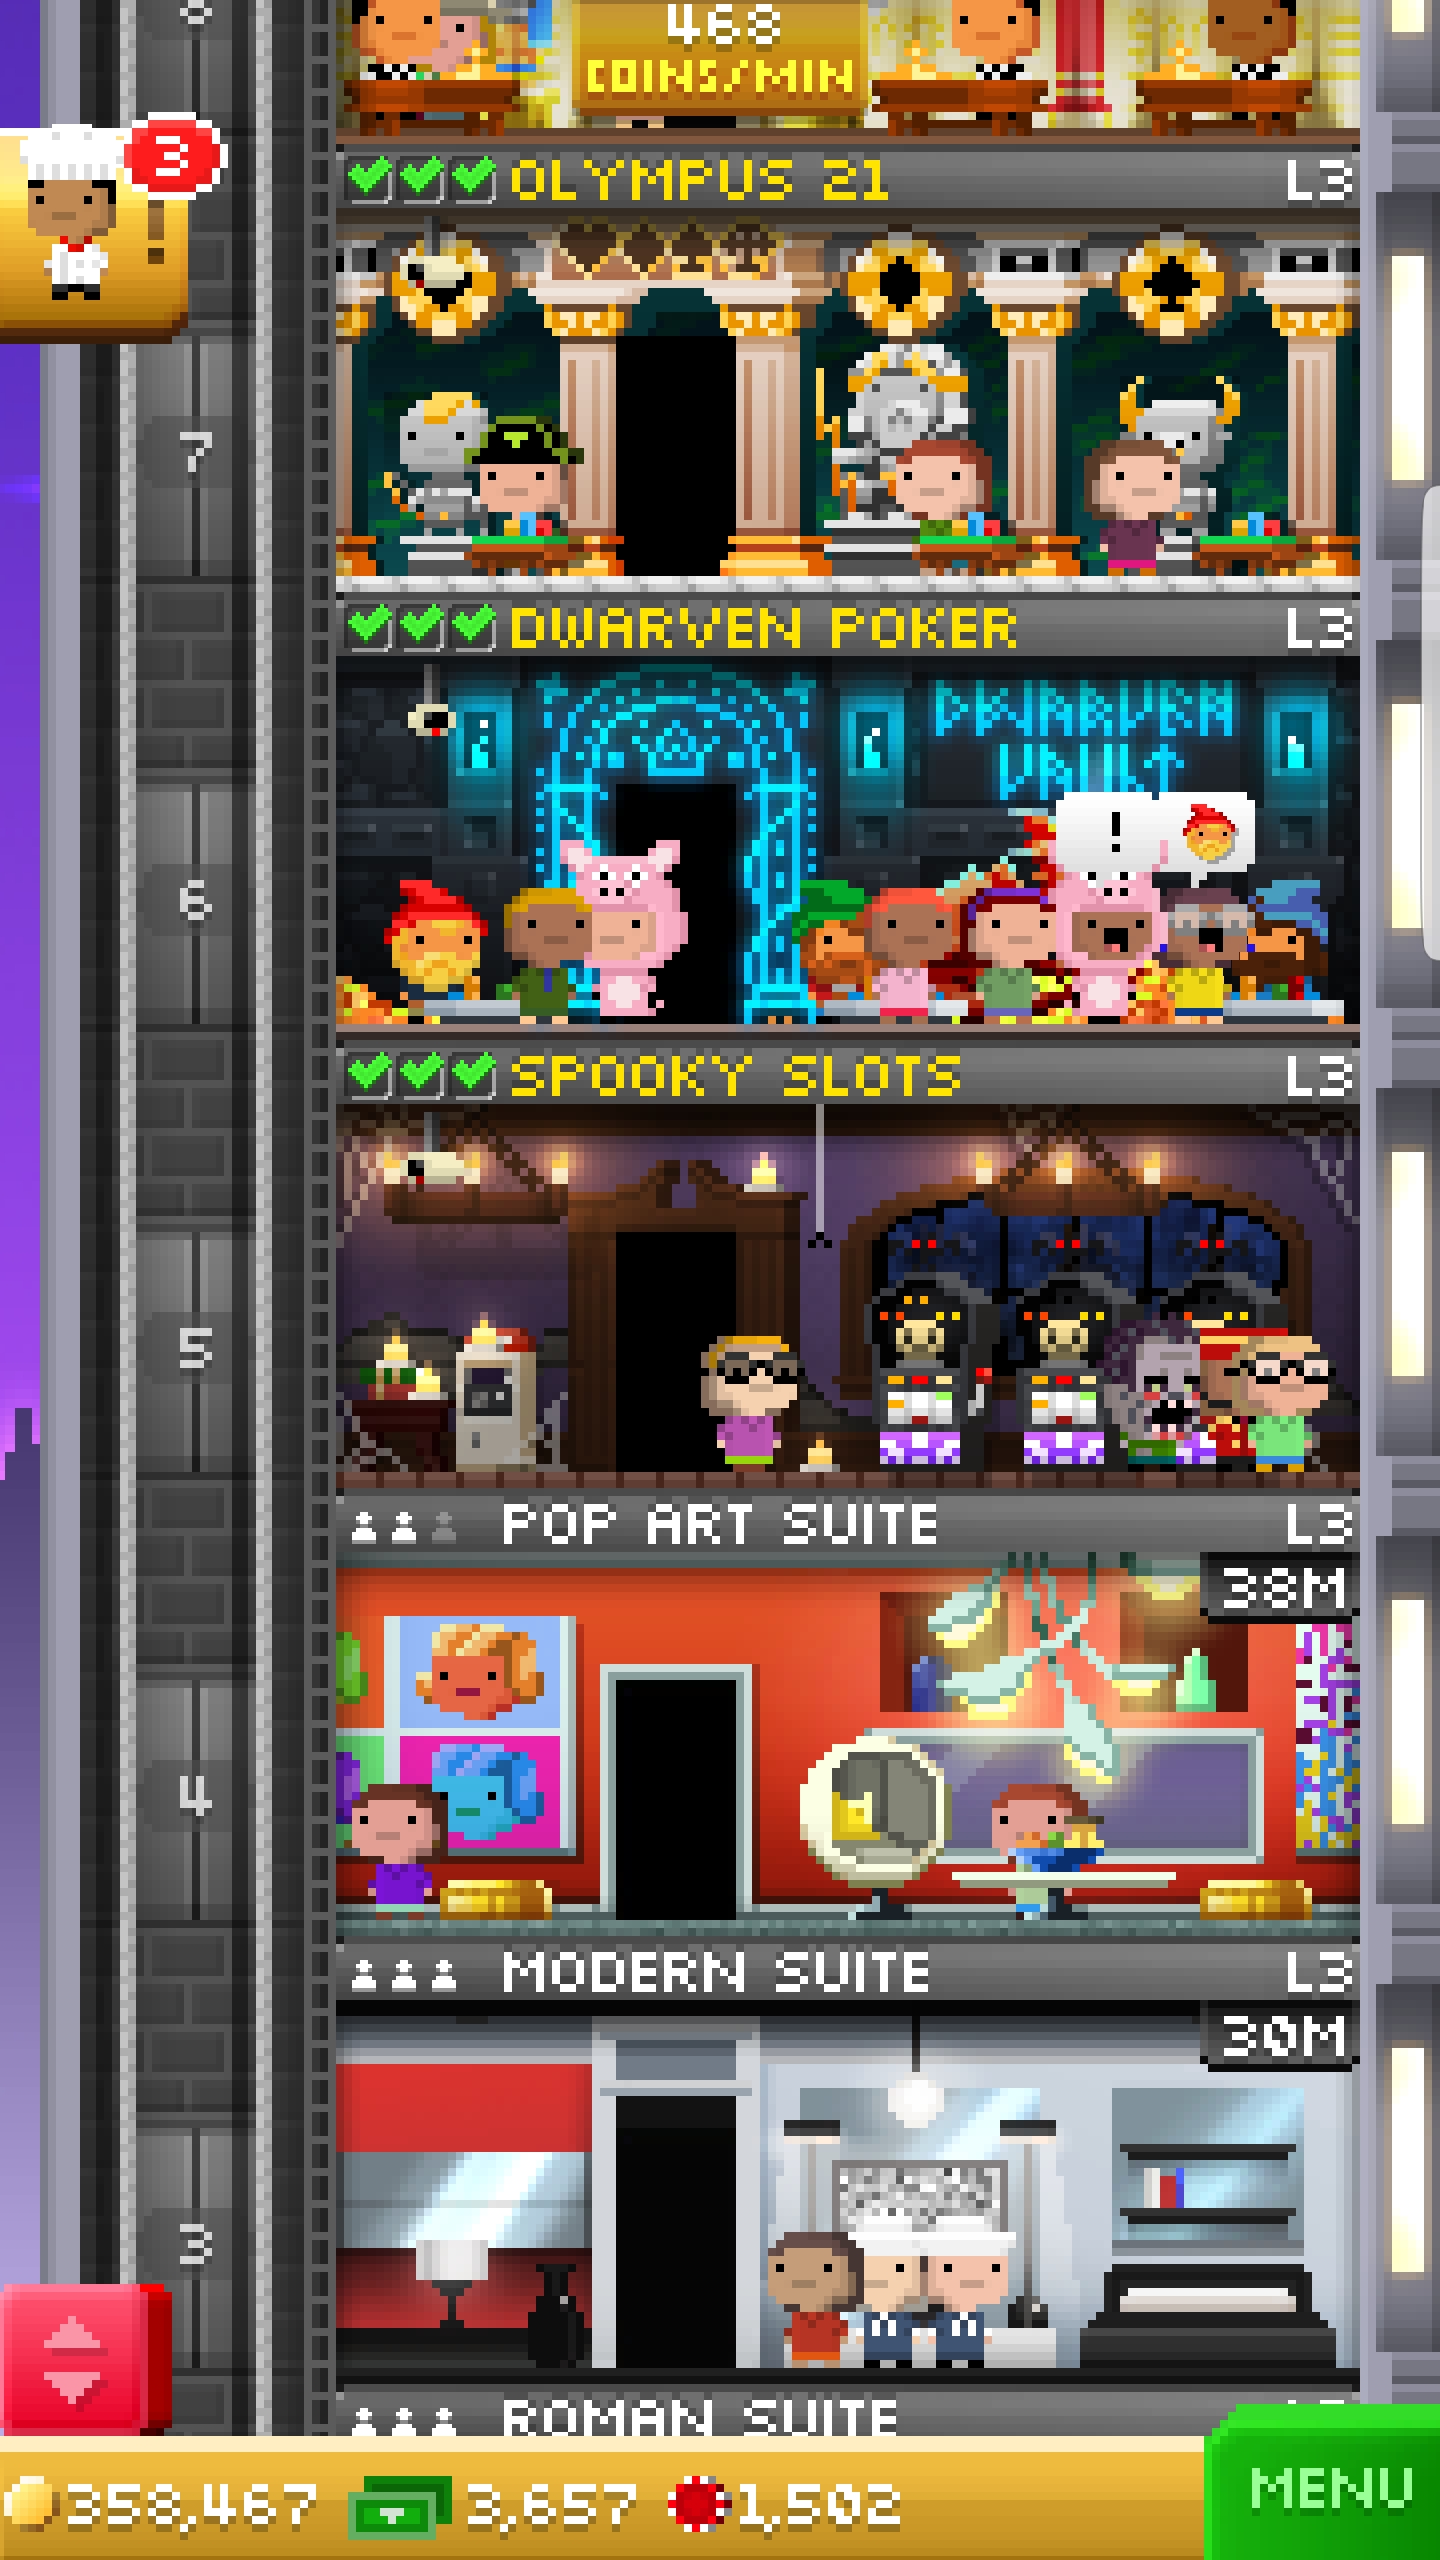 8
468
COINS/MIN
3
!
OLYMPUS 21 L3
7
DWARVEN POKER L3
DWARVEN
VAULT
!
6
SPOOKY SLOTS L3
5
POP ART SUITE L3
38M
4
MODERN SUITE L3
30M
3
ROMAN SUITE
358,467 3,657 1,502
MENU